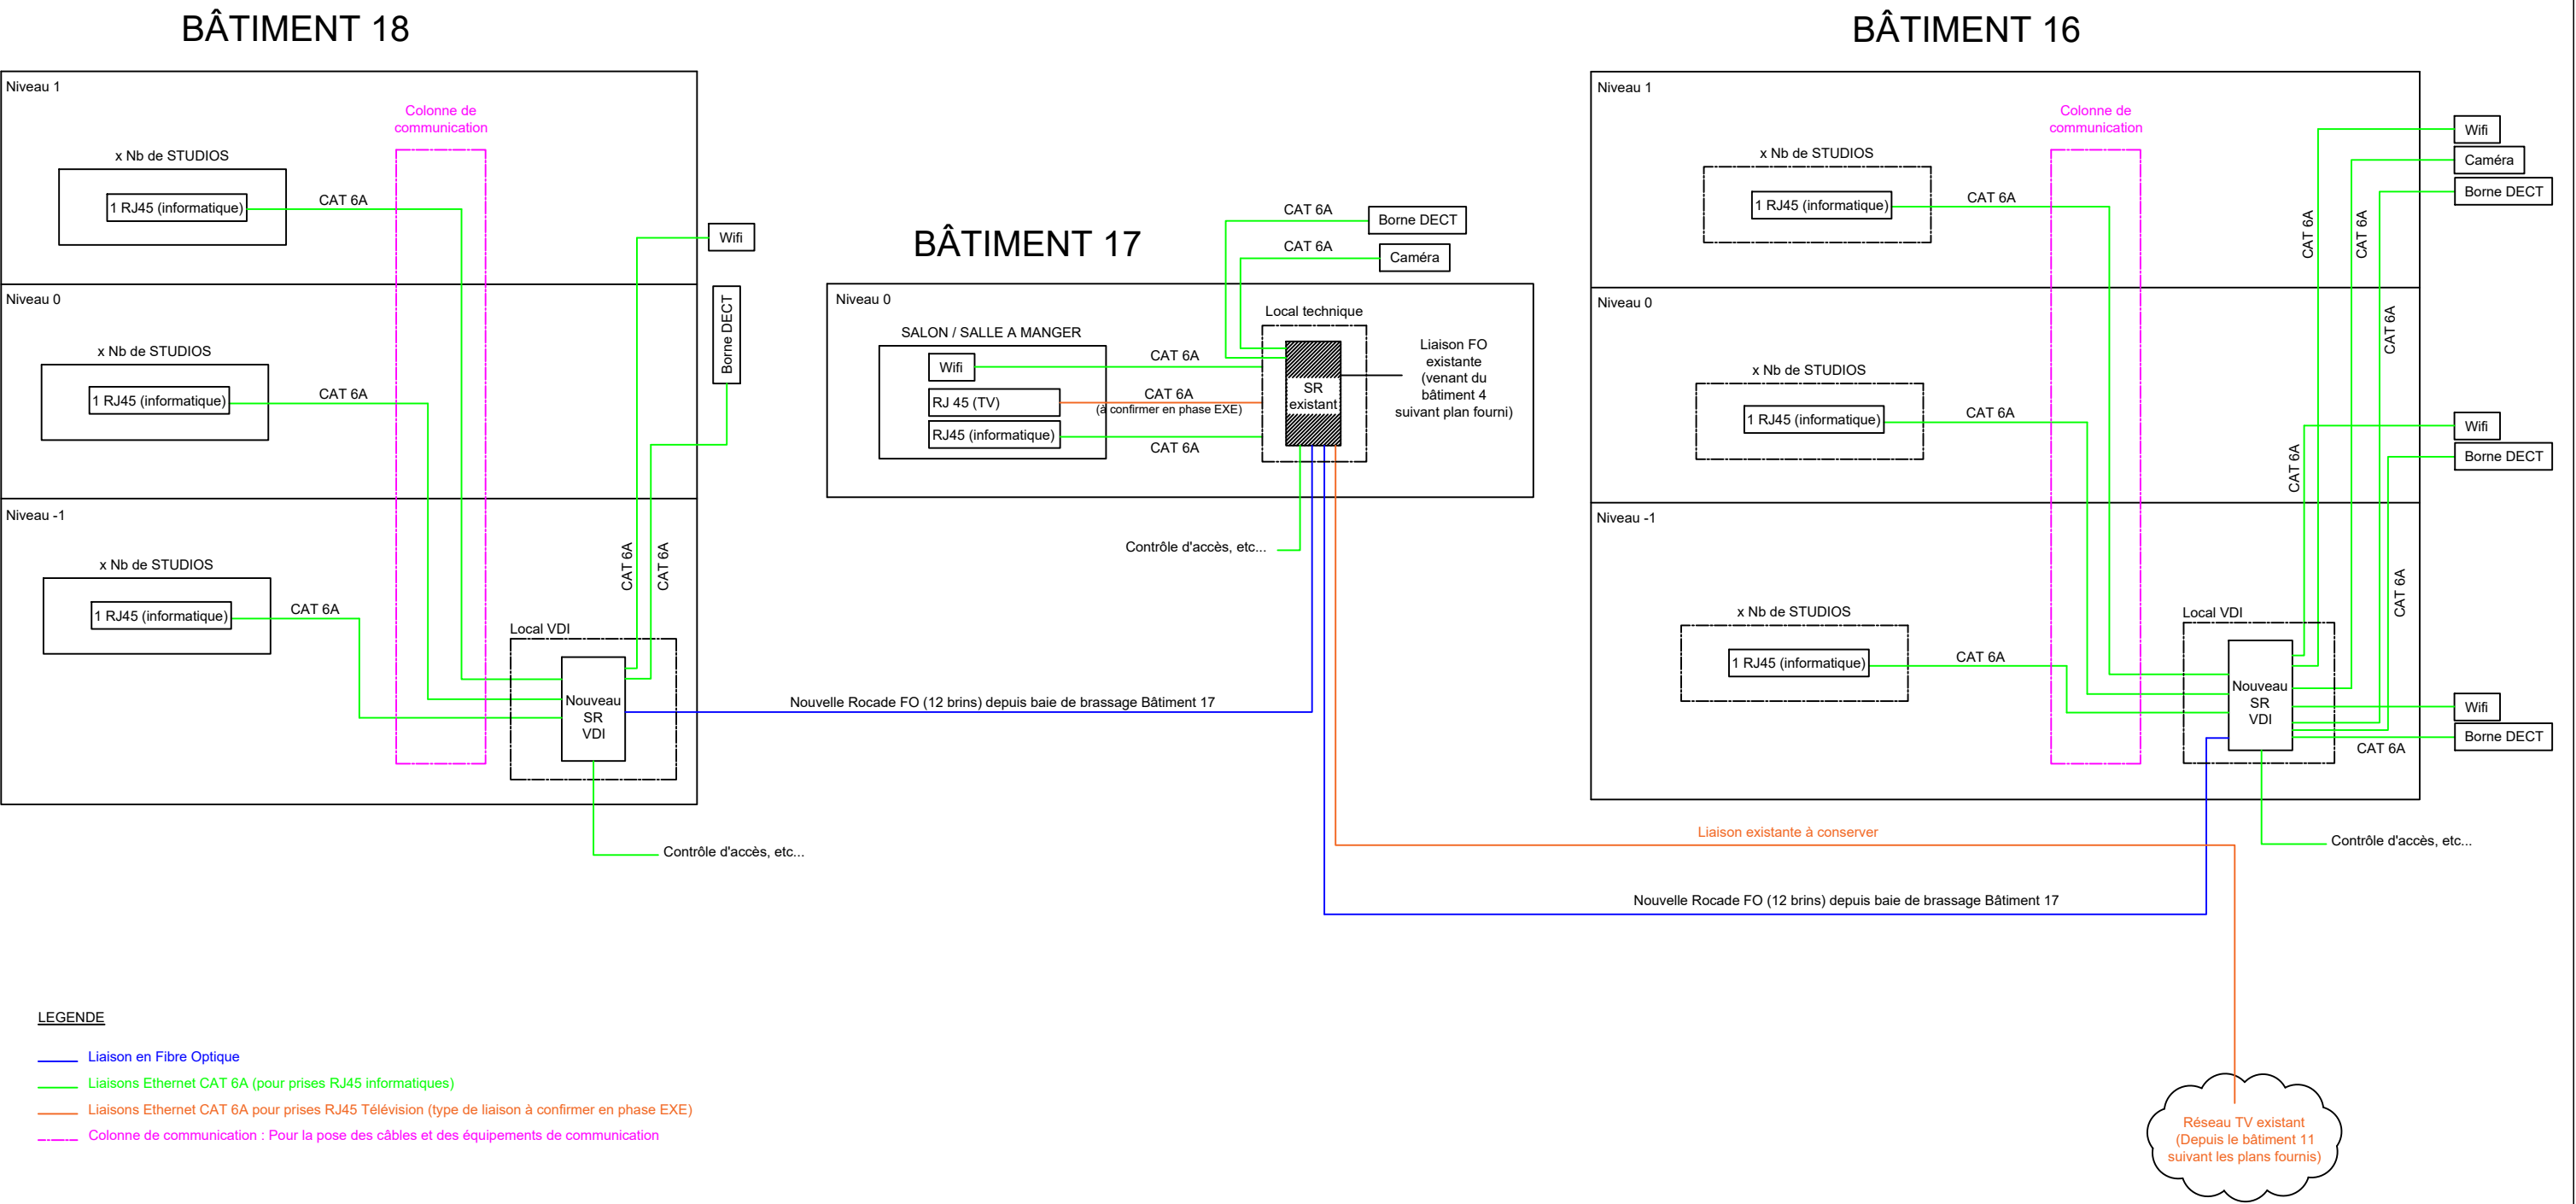 BÂTIMENT 18
Niveau 1
Colonne de
communication
x Nb de STUDIOS
1 RJ45 (informatique)
CAT 6A
Wifi
Niveau 0
x Nb de STUDIOS
1 RJ45 (informatique)
CAT 6A
Borne DECT
Niveau -1
x Nb de STUDIOS
1 RJ45 (informatique)
CAT 6A
CAT 6A
CAT 6A
Local VDI
Nouveau
SR
VDI
Contrôle d'accès, etc...
Nouvelle Rocade FO (12 brins) depuis baie de brassage Bâtiment 17
BÂTIMENT 17
CAT 6A
Borne DECT
CAT 6A
Caméra
Niveau 0
SALON / SALLE A MANGER
Wifi
CAT 6A
RJ 45 (TV)
CAT 6A
(à confirmer en phase EXE)
RJ45 (informatique)
CAT 6A
Local technique
SR
existant
Liaison FO
existante
(venant du
bâtiment 4
suivant plan fourni)
Contrôle d'accès, etc...
BÂTIMENT 16
Niveau 1
Colonne de
communication
x Nb de STUDIOS
1 RJ45 (informatique)
CAT 6A
CAT 6A
CAT 6A
Wifi
Caméra
Borne DECT
Niveau 0
x Nb de STUDIOS
1 RJ45 (informatique)
CAT 6A
CAT 6A
CAT 6A
Wifi
Borne DECT
Niveau -1
x Nb de STUDIOS
1 RJ45 (informatique)
CAT 6A
CAT 6A
Local VDI
Nouveau
SR
VDI
Wifi
Borne DECT
CAT 6A
Contrôle d'accès, etc...
Liaison existante à conserver
Nouvelle Rocade FO (12 brins) depuis baie de brassage Bâtiment 17
Réseau TV existant
(Depuis le bâtiment 11
suivant les plans fournis)
LEGENDE
Liaison en Fibre Optique
Liaisons Ethernet CAT 6A (pour prises RJ45 informatiques)
Liaisons Ethernet CAT 6A pour prises RJ45 Télévision (type de liaison à confirmer en phase EXE)
Colonne de communication : Pour la pose des câbles et des équipements de communication